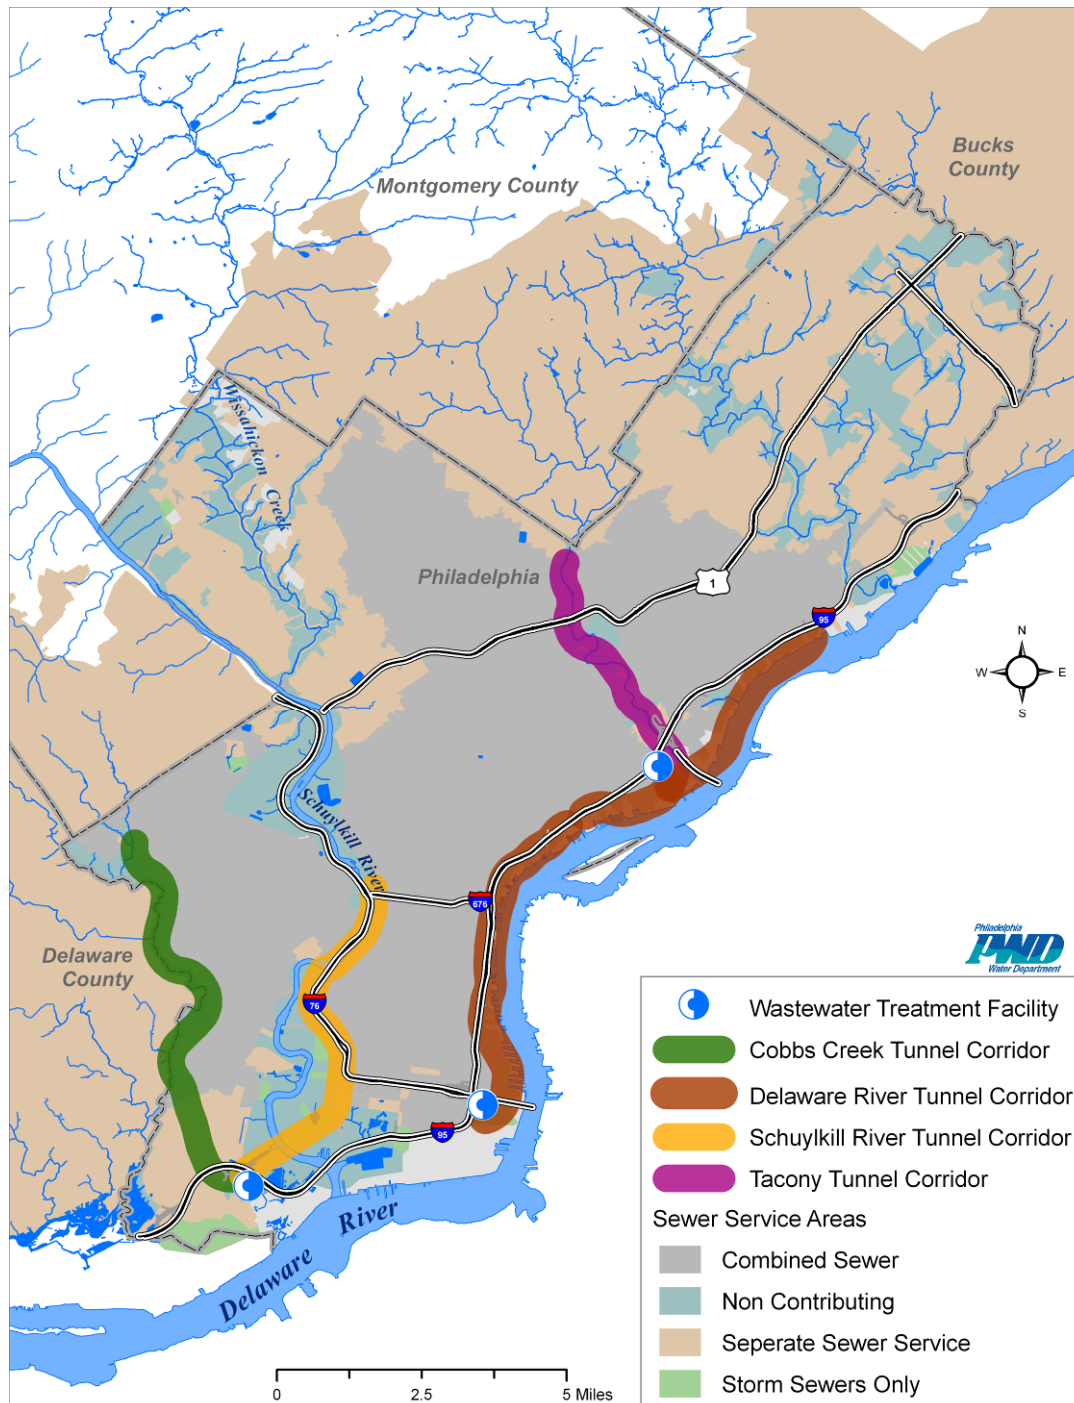 Bucks
County
Montgomery County
Wissahickon Creek
Philadelphia
1
95
N
W
E
S
Schuylkill River
676
Delaware
County
76
95
Delaware River
Philadelphia
PWD
Water Department
Wastewater Treatment Facility
Cobbs Creek Tunnel Corridor
Delaware River Tunnel Corridor
Schuylkill River Tunnel Corridor
Tacony Tunnel Corridor
Sewer Service Areas
Combined Sewer
Non Contributing
Seperate Sewer Service
Storm Sewers Only
0 2.5 5 Miles